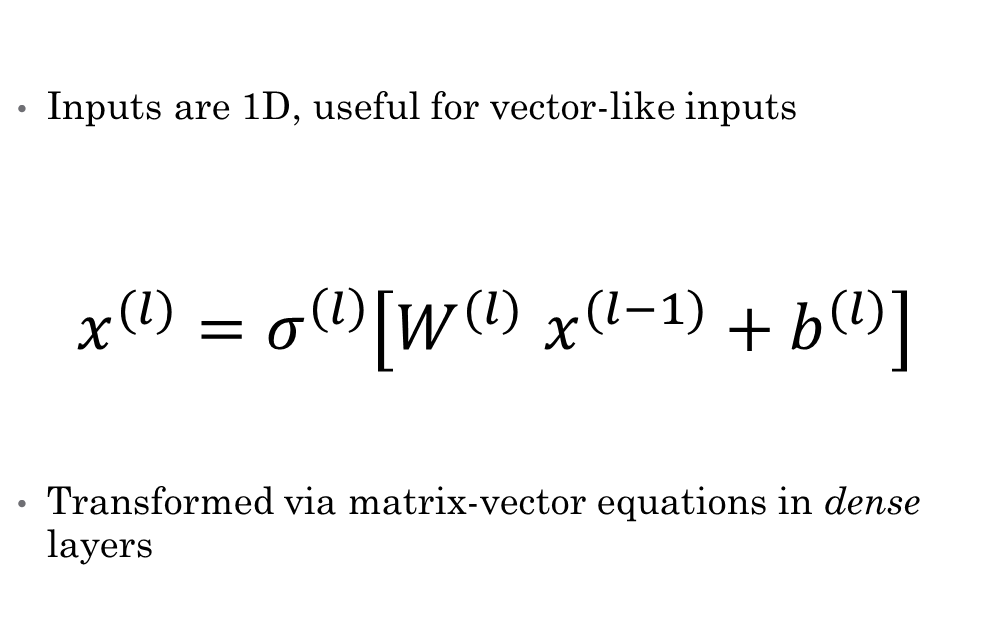 • Inputs are 1D, useful for vector-like inputs
x^(l) = σ^(l)[W^(l) x^(l−1) + b^(l)]
• Transformed via matrix-vector equations in dense
layers